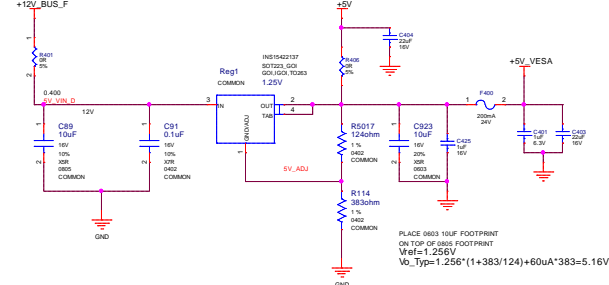 +12V_BUS_F
+5V
C404
22uF
16V
R401
0R
5%
R406
0R
5%
INS15422137
SOT223_GOI
GOI,IGOI,TO263
1.25V
Reg1
COMMON
+5V_VESA
0.400
5V_VIN_D
12V
3
IN
OUT
2
TAB
4
GND/ADJ
1
F400
1
2
200mA
24V
C89
10uF
16V
10%
X5R
0805
COMMON
C91
0.1uF
16V
10%
X7R
0402
COMMON
R5017
124ohm
1 %
0402
COMMON
C923
10uF
16V
20%
X5R
0603
COMMON
C425
1uF
16V
C401
1uF
6.3V
C403
22uF
16V
5V_ADJ
R114
383ohm
1 %
0402
COMMON
GND
GND
PLACE 0603 10UF FOOTPRINT
ON TOP OF 0805 FOOTPRINT
Vref=1.256V
Vo_Typ=1.256*(1+383/124)+60uA*383=5.16V